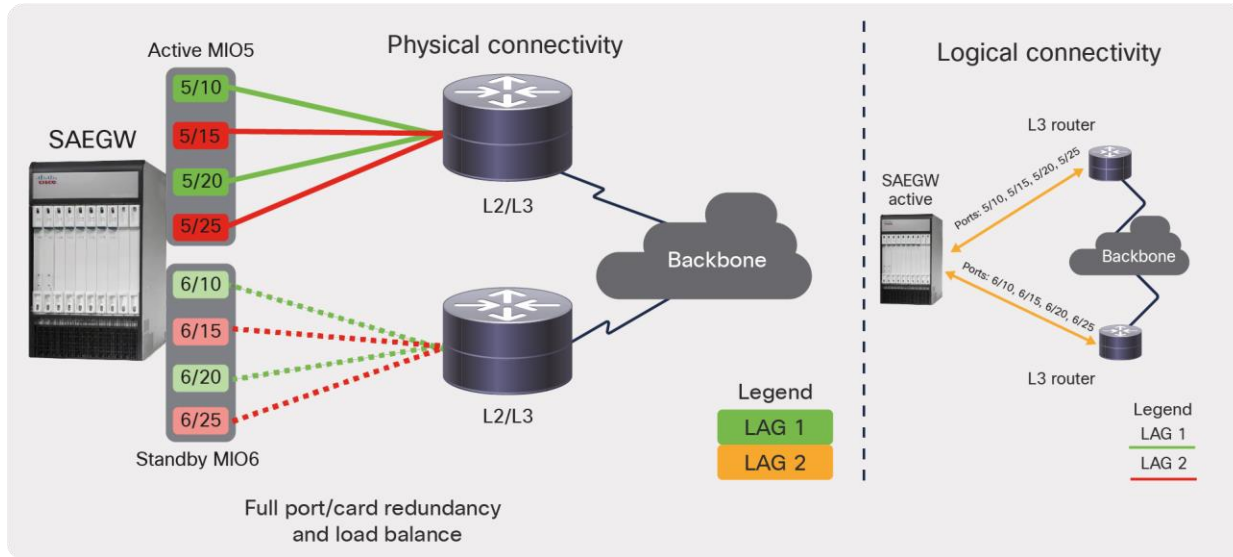 Active MIO5
Physical connectivity
5/10
5/15
SAEGW
5/20
5/25
L2/L3
Backbone
6/10
6/15
6/20
6/25
L2/L3
Standby MIO6
Legend
LAG 1
LAG 2
Full port/card redundancy
and load balance
Logical connectivity
L3 router
SAEGW
active
Ports: 5/10, 5/15, 5/20, 5/25
Backbone
Ports: 6/10, 6/15, 6/20, 6/25
L3 router
Legend
LAG 1
LAG 2